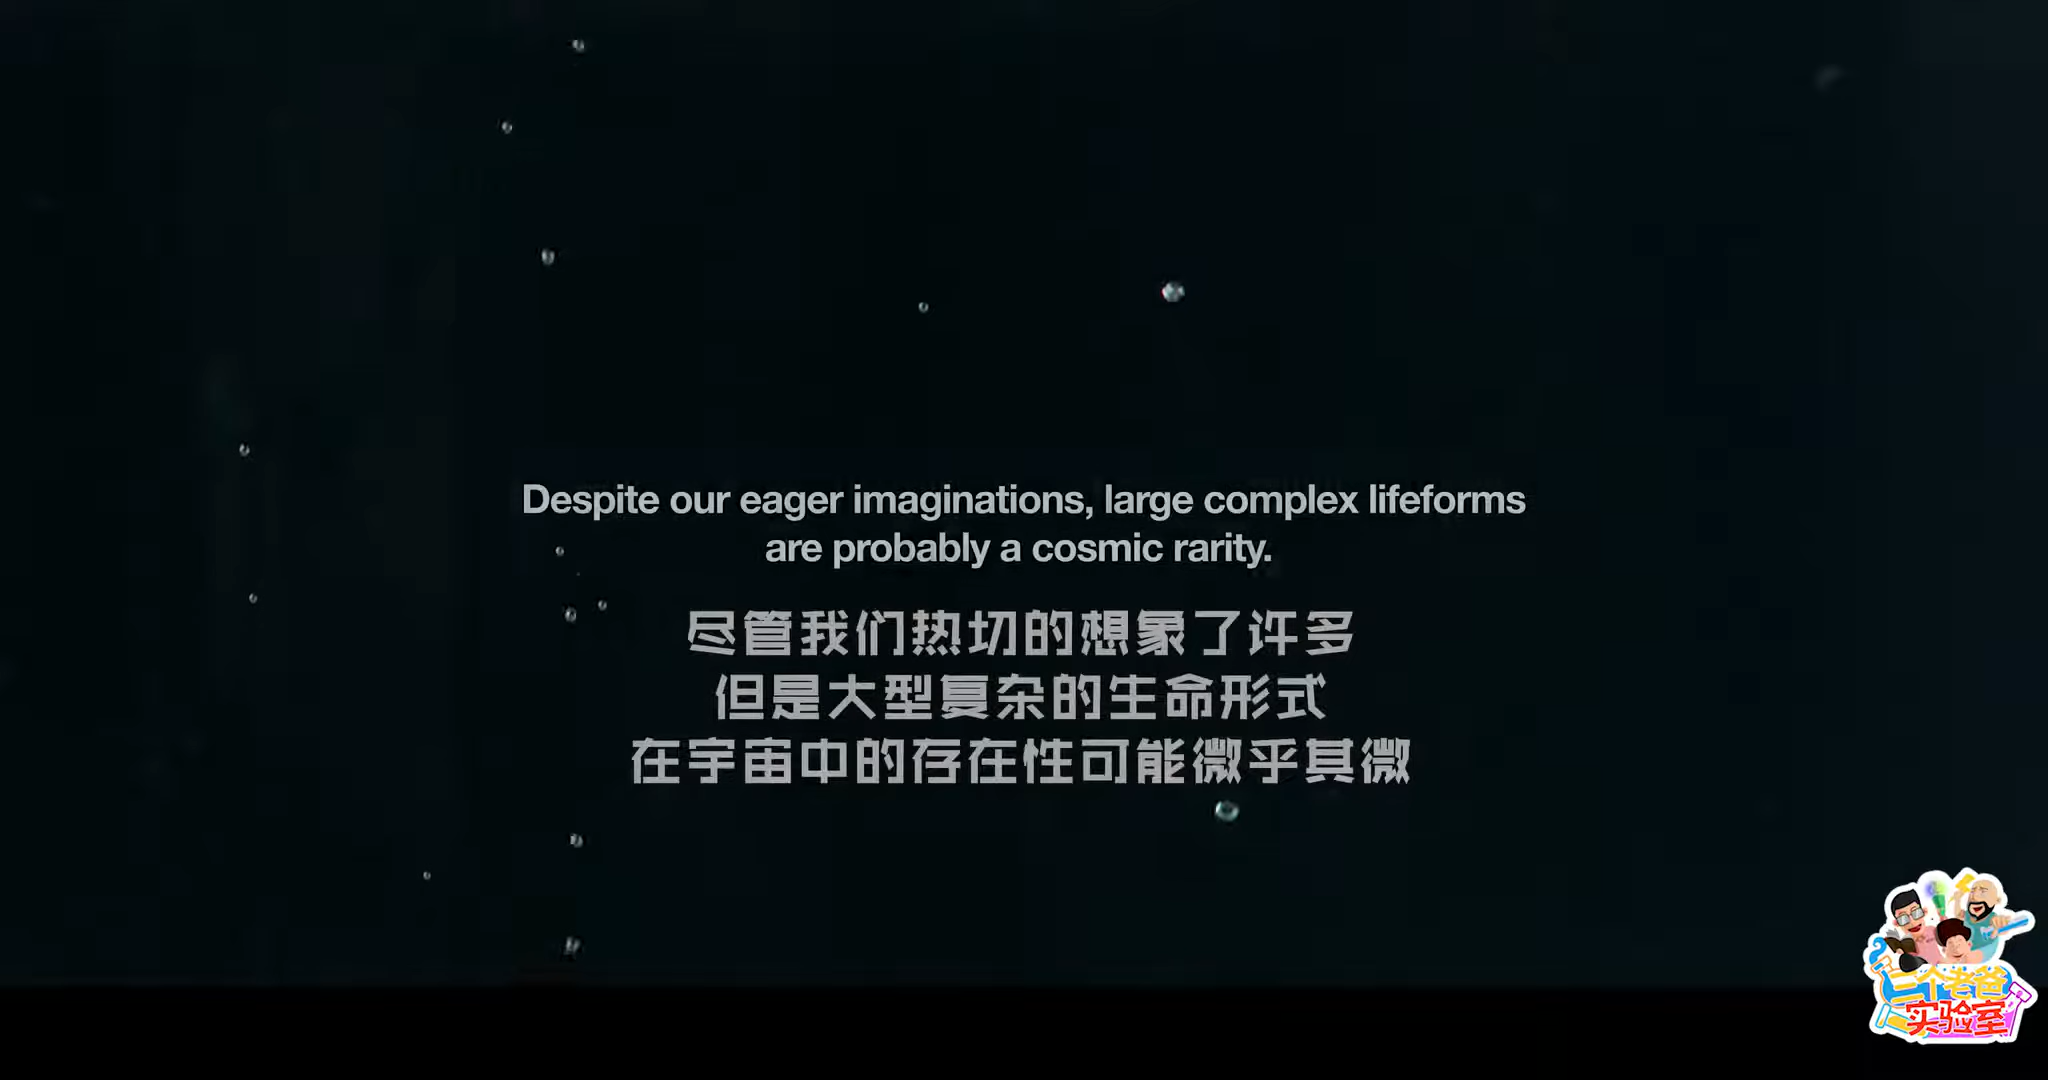 Despite our eager imaginations, large complex lifeforms
are probably a cosmic rarity.
尽管我们热切的想象了许多
但是大型复杂的生命形式
在宇宙中的存在性可能微乎其微
三个老爸
实验室